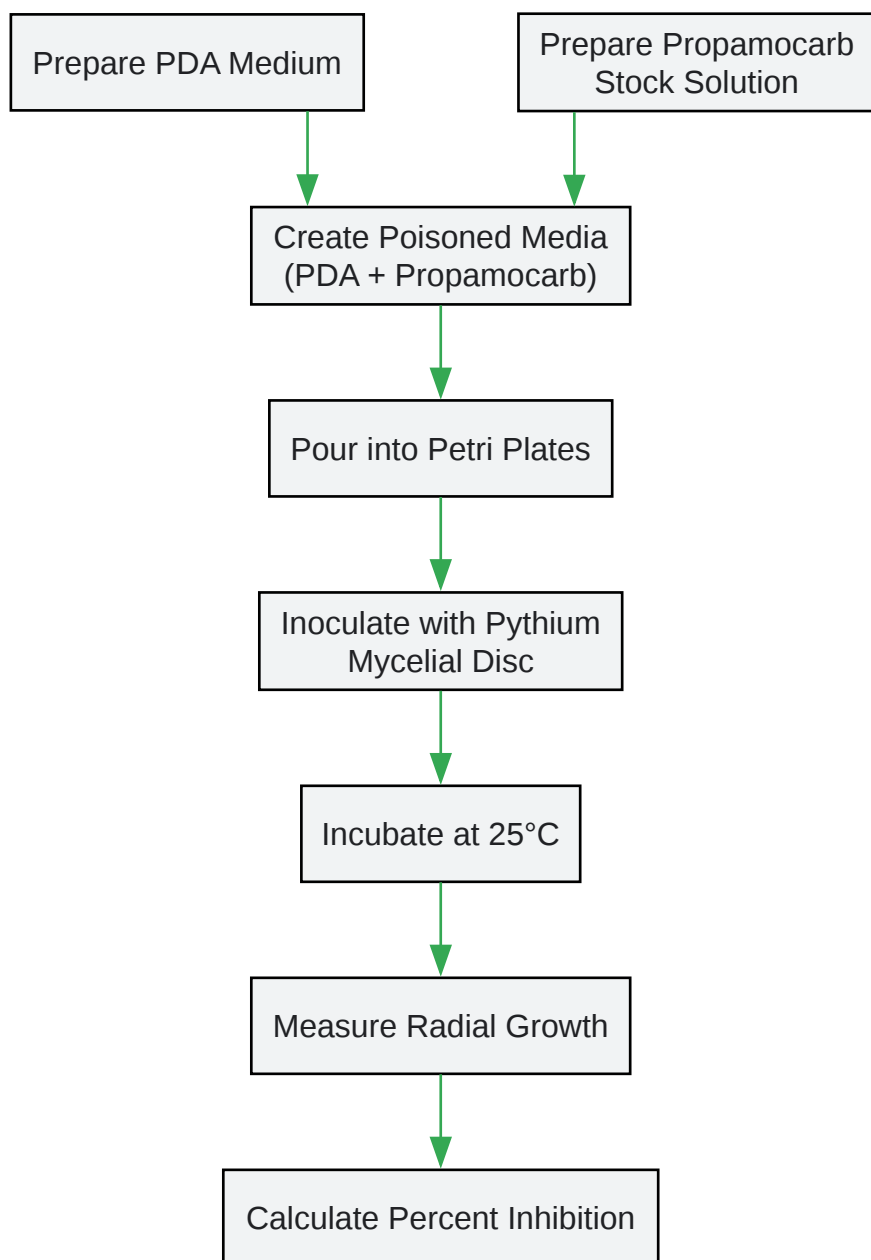 Prepare PDA Medium
Prepare Propamocarb
Stock Solution
Create Poisoned Media
(PDA + Propamocarb)
Pour into Petri Plates
Inoculate with Pythium
Mycelial Disc
Incubate at 25°C
Measure Radial Growth
Calculate Percent Inhibition